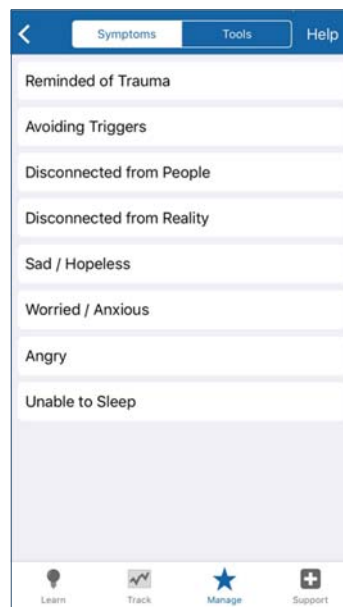 Symptoms Tools Help
Reminded of Trauma
Avoiding Triggers
Disconnected from People
Disconnected from Reality
Sad / Hopeless
Worried / Anxious
Angry
Unable to Sleep
Learn Track Manage Support